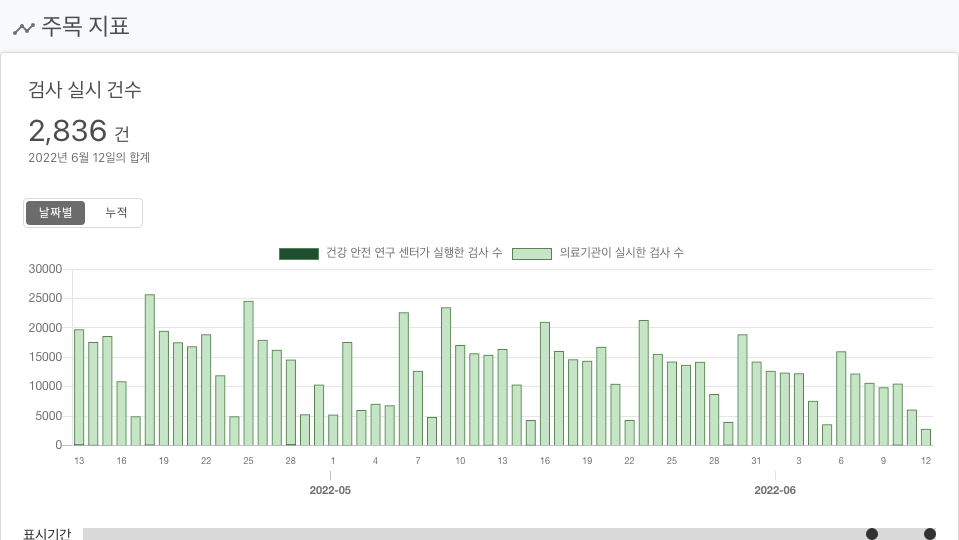 주목 지표
검사 실시 건수
2,836 건
2022년 6월 12일의 합계
날짜별 누적
건강 안전 연구 센터가 실행한 검사 수 의료기관이 실시한 검사 수
30000
25000
20000
15000
10000
5000
0
13 16 19 22 25 28 1 4 7 10 13 16 19 22 25 28 31 3 6 9 12
2022-05 2022-06
표시기간